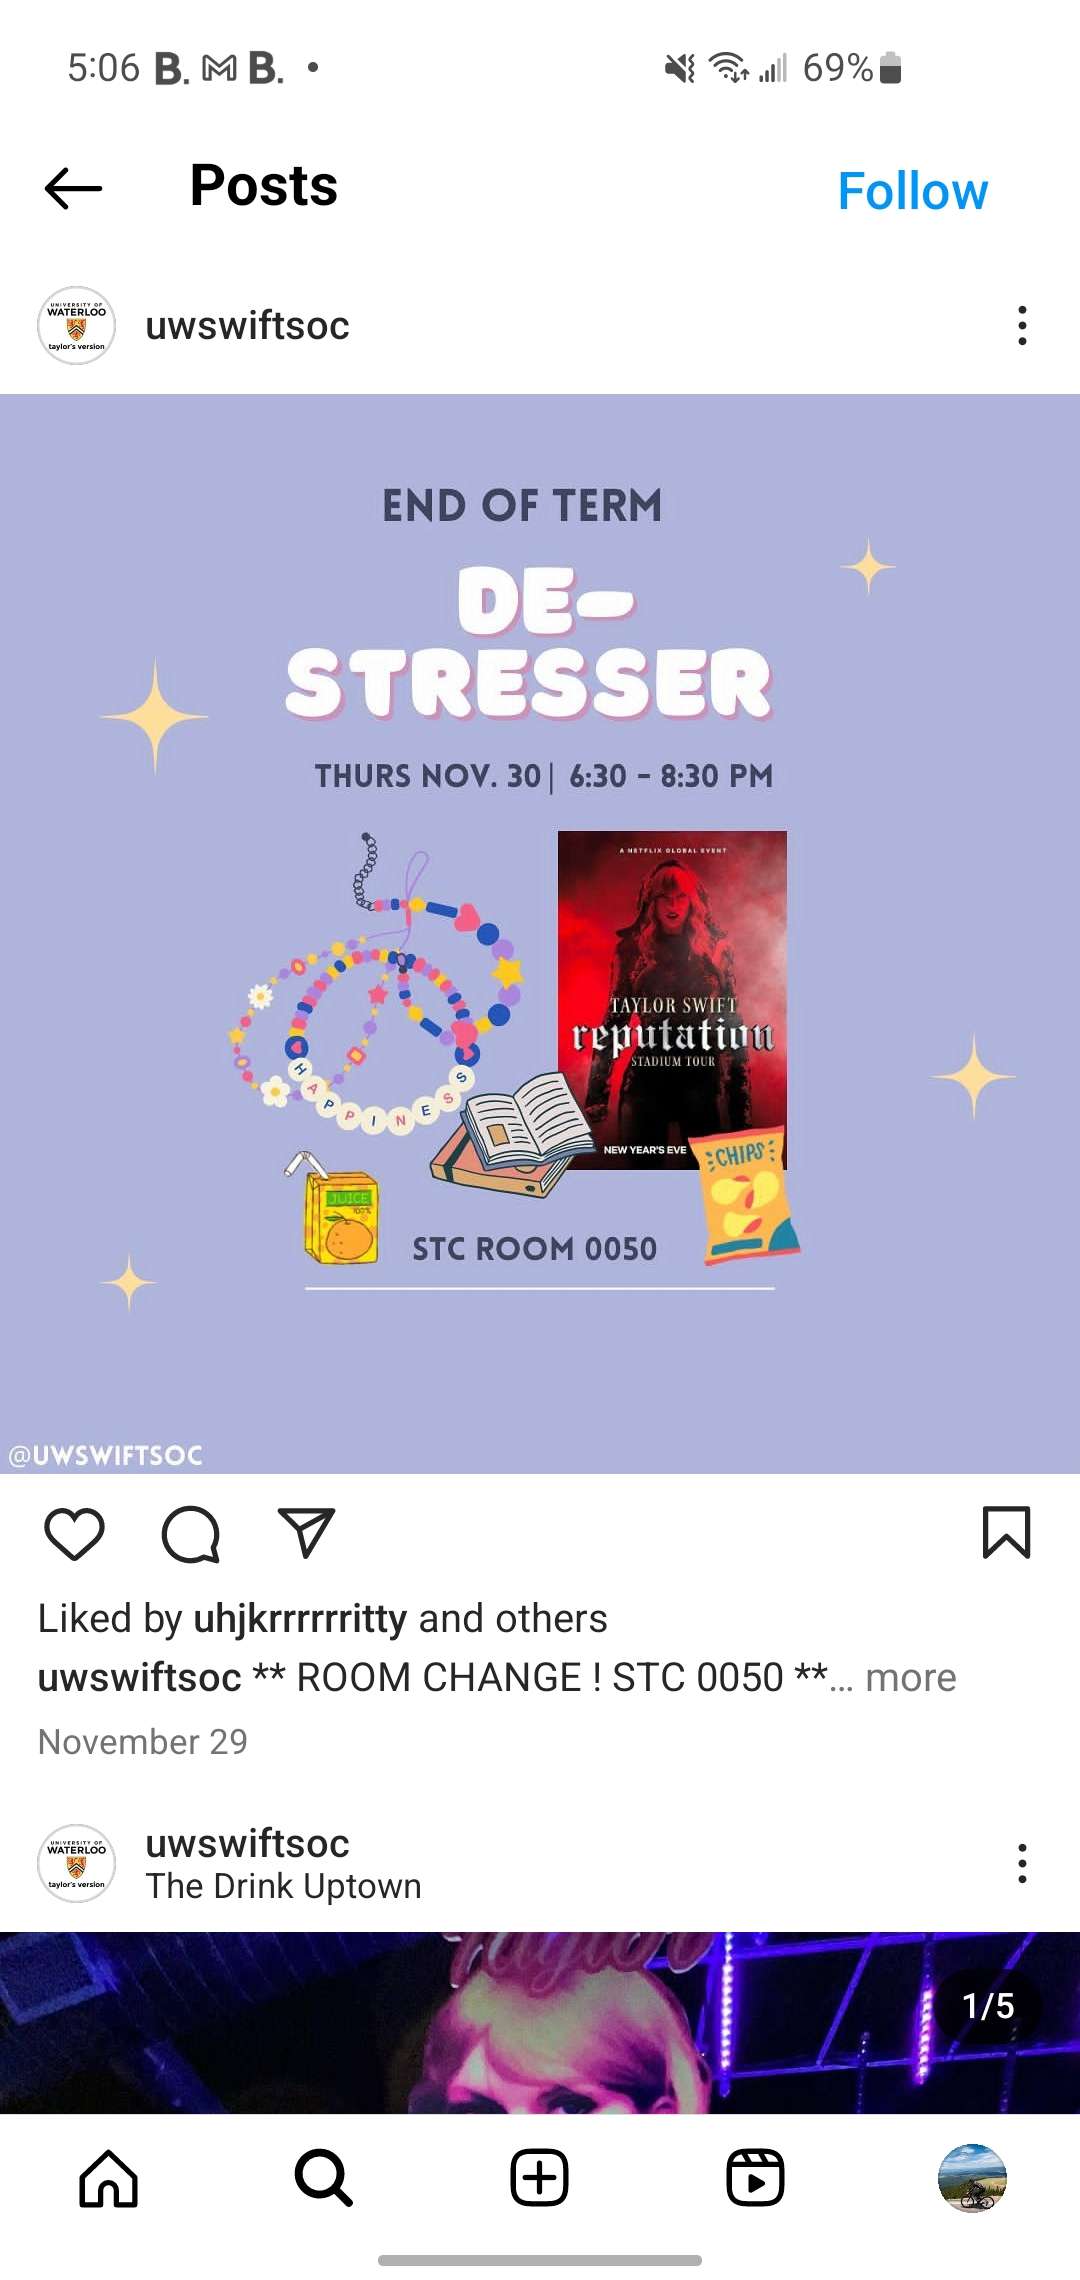 5:06 B. M B. •
69%
Posts
Follow
UNIVERSITY OF
WATERLOO
taylor's version
uwswiftsoc
END OF TERM
DE-
STRESSER
THURS NOV. 30| 6:30 - 8:30 PM
A NETFLIX GLOBAL EVENT
TAYLOR SWIFT
reputation
STADIUM TOUR
NEW YEAR'S EVE
HAPPINESS
CHIPS
JUICE
100%
STC ROOM 0050
@UWSWIFTSOC
Liked by uhjkrrrrrritty and others
uwswiftsoc ** ROOM CHANGE ! STC 0050 **... more
November 29
UNIVERSITY OF
WATERLOO
taylor's version
uwswiftsoc
The Drink Uptown
Taylor
1/5